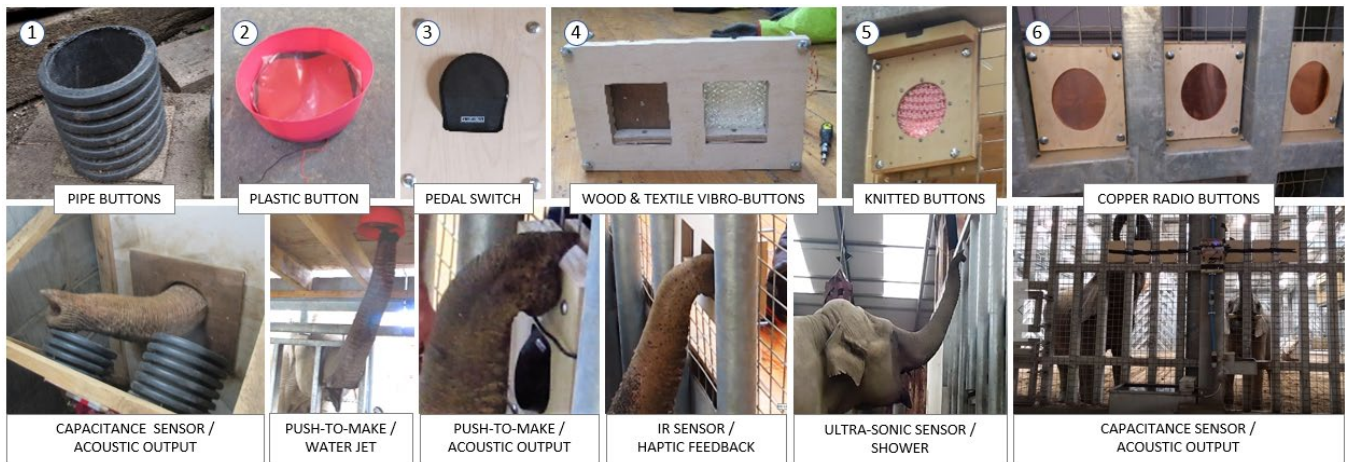 1
2
3
4
5
6
PIPE BUTTONS
PLASTIC BUTTON
PEDAL SWITCH
WOOD & TEXTILE VIBRO-BUTTONS
KNITTED BUTTONS
COPPER RADIO BUTTONS
CAPACITANCE SENSOR /
ACOUSTIC OUTPUT
PUSH-TO-MAKE /
WATER JET
PUSH-TO-MAKE /
ACOUSTIC OUTPUT
IR SENSOR /
HAPTIC FEEDBACK
ULTRA-SONIC SENSOR /
SHOWER
CAPACITANCE SENSOR /
ACOUSTIC OUTPUT